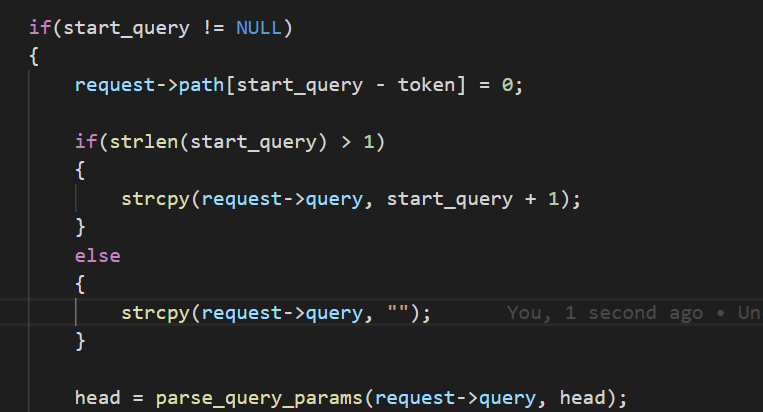 if(start_query != NULL)
{
request->path[start_query - token] = 0;
if(strlen(start_query) > 1)
{
strcpy(request->query, start_query + 1);
}
else
{
strcpy(request->query, ""); You, 1 second ago • Un
}
head = parse_query_params(request->query, head);